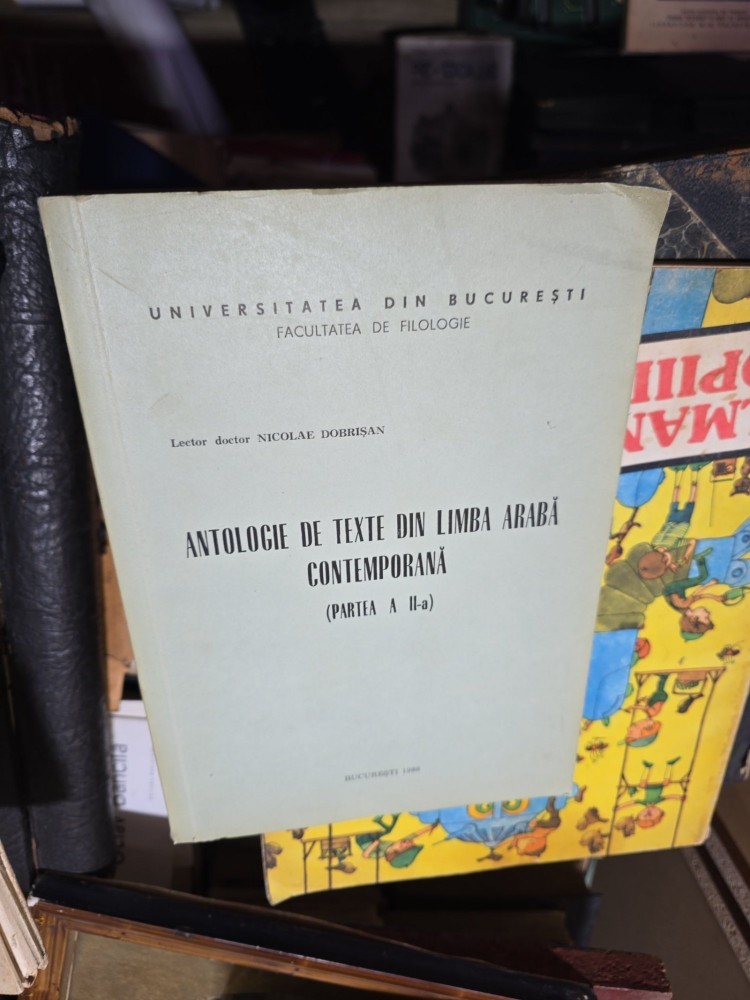 UNIVERSITATEA DIN BUCUREȘTI
FACULTATEA DE FILOLOGIE
Lector doctor NICOLAE DOBRIȘAN
ANTOLOGIE DE TEXTE DIN LIMBA ARABĂ
CONTEMPORANĂ
(PARTEA A II-a)
BUCUREȘTI